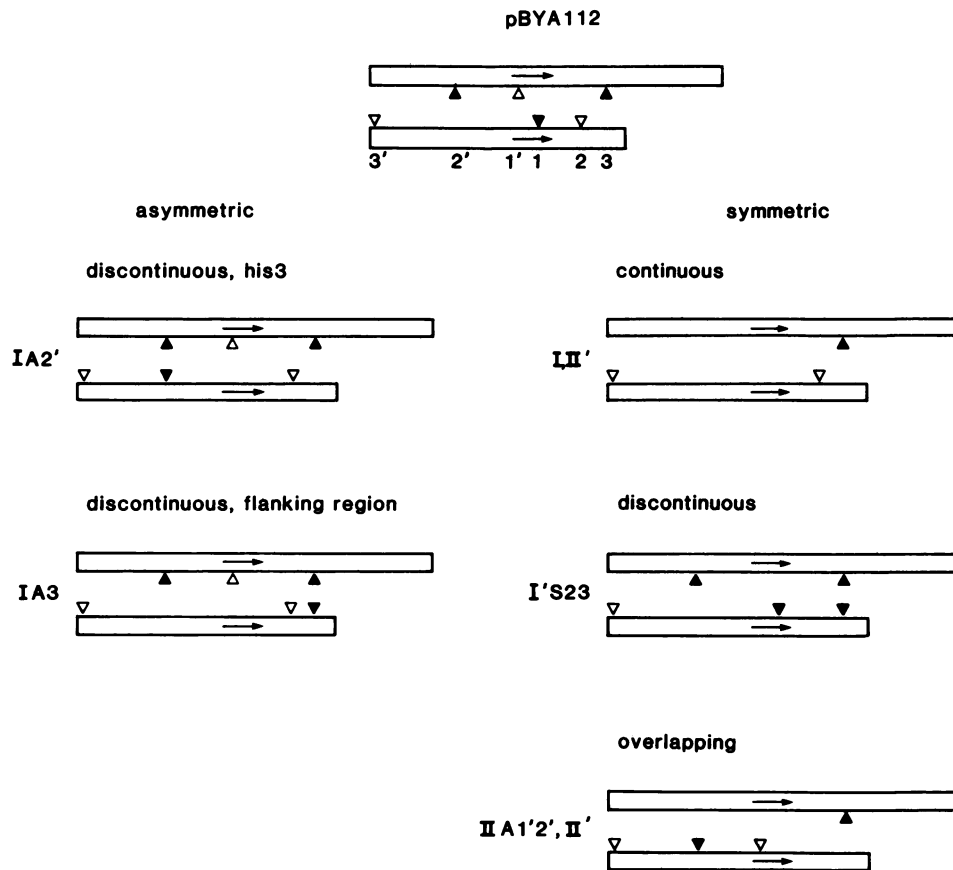 pBYA112
3' 2' 1' 1 2 3
asymmetric
symmetric
discontinuous, his3
continuous
IA2'
I,II'
discontinuous, flanking region
discontinuous
IA3
I'S23
overlapping
IIA1'2',II'